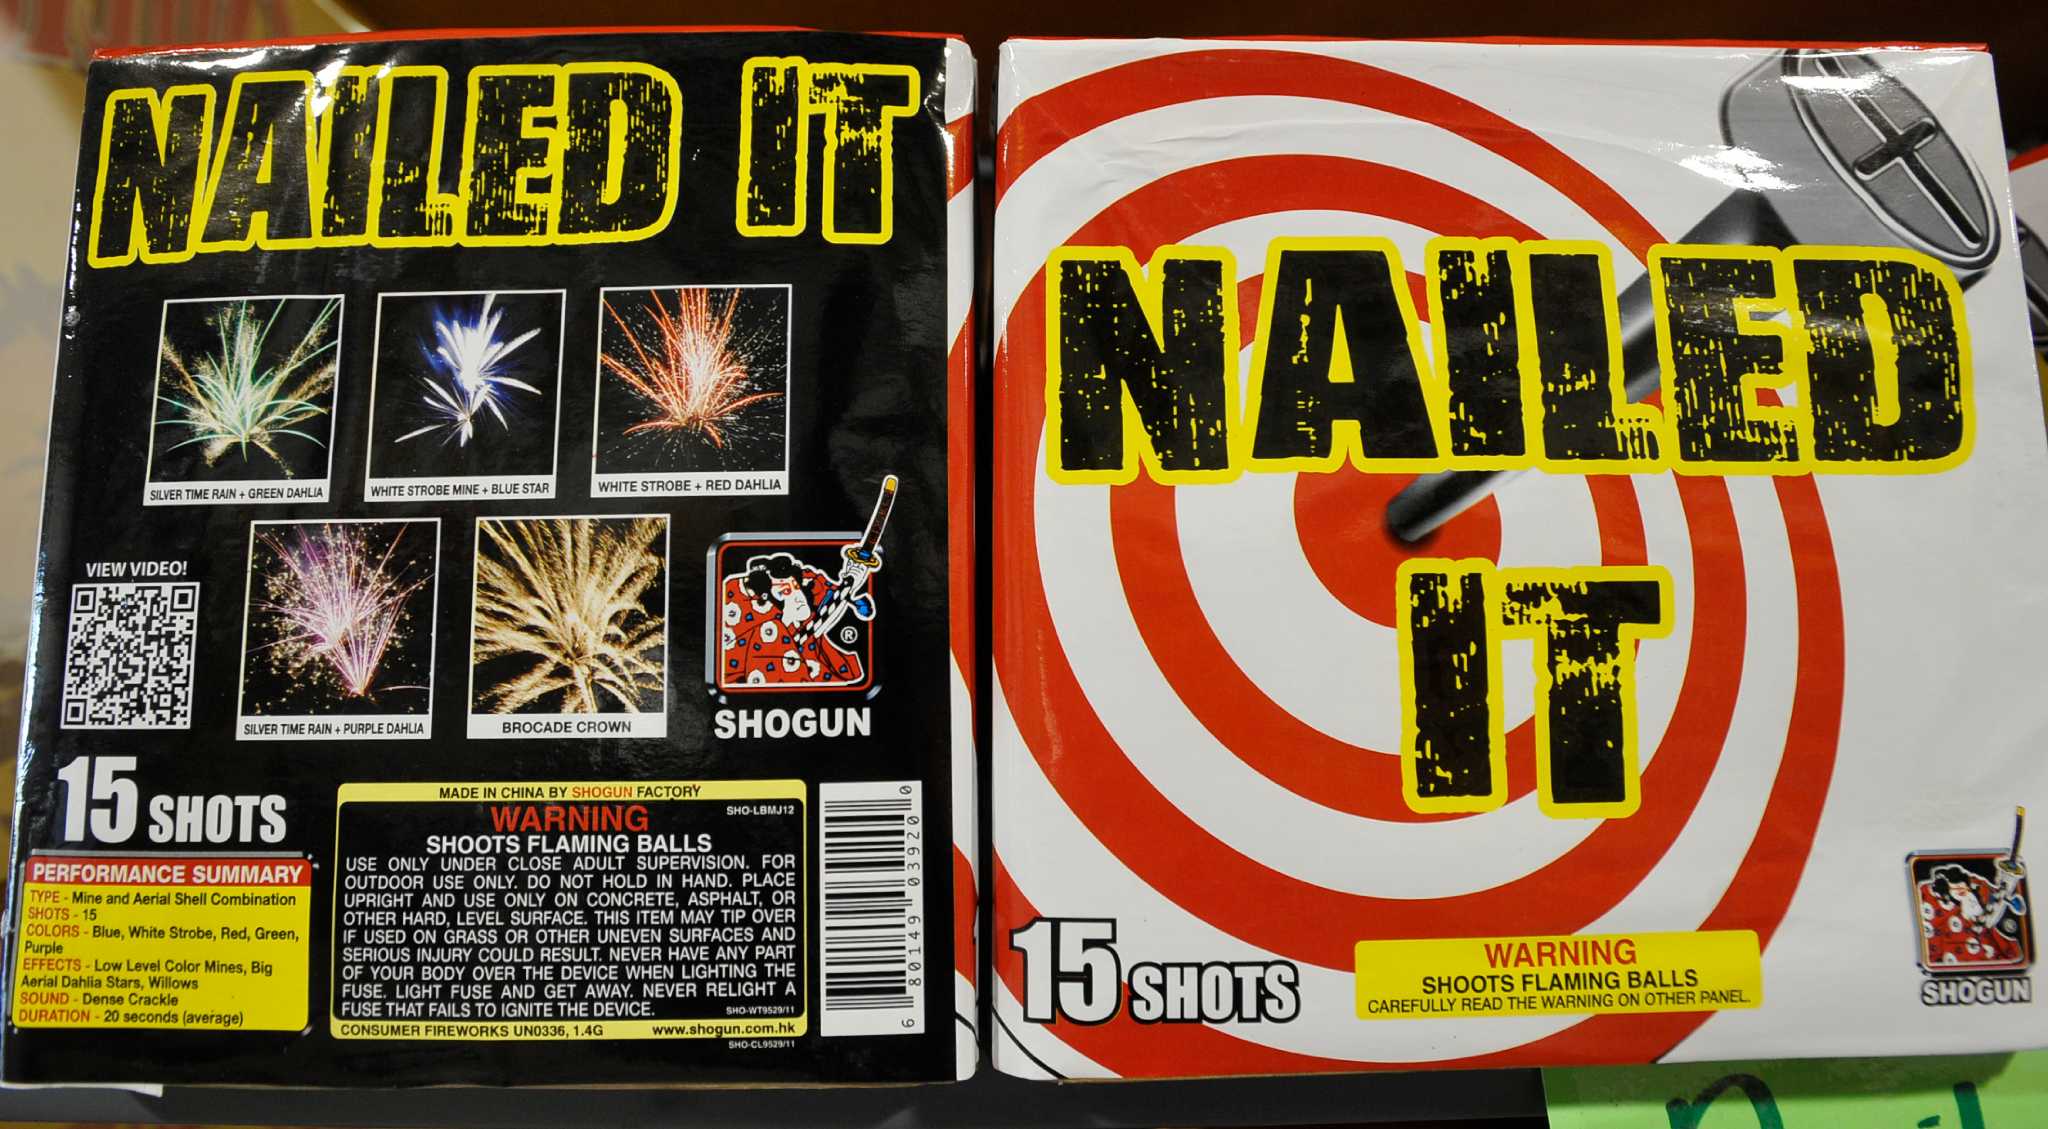 NAILED IT
SILVER TIME RAIN + GREEN DAHLIA
WHITE STROBE MINE + BLUE STAR
WHITE STROBE + RED DAHLIA
VIEW VIDEO!
SILVER TIME RAIN + PURPLE DAHLIA
BROCADE CROWN
®
SHOGUN
15 SHOTS
PERFORMANCE SUMMARY
TYPE - Mine and Aerial Shell Combination
SHOTS - 15
COLORS - Blue, White Strobe, Red, Green,
Purple
EFFECTS - Low Level Color Mines, Big
Aerial Dahlia Stars, Willows
SOUND - Dense Crackle
DURATION - 20 seconds (average)
MADE IN CHINA BY SHOGUN FACTORY
WARNING
SHO-LBMJ12
SHOOTS FLAMING BALLS
USE ONLY UNDER CLOSE ADULT SUPERVISION. FOR
OUTDOOR USE ONLY. DO NOT HOLD IN HAND. PLACE
UPRIGHT AND USE ONLY ON CONCRETE, ASPHALT, OR
OTHER HARD, LEVEL SURFACE. THIS ITEM MAY TIP OVER
IF USED ON GRASS OR OTHER UNEVEN SURFACES AND
SERIOUS INJURY COULD RESULT. NEVER HAVE ANY PART
OF YOUR BODY OVER THE DEVICE WHEN LIGHTING THE
FUSE. LIGHT FUSE AND GET AWAY. NEVER RELIGHT A
FUSE THAT FAILS TO IGNITE THE DEVICE.
SHO-WT9529/11
CONSUMER FIREWORKS UN0336, 1.4G
www.shogun.com.hk
SHO-CL9529/11
6 80149 03920 0
NAILED
IT
15 SHOTS
WARNING
SHOOTS FLAMING BALLS
CAREFULLY READ THE WARNING ON OTHER PANEL.
SHOGUN